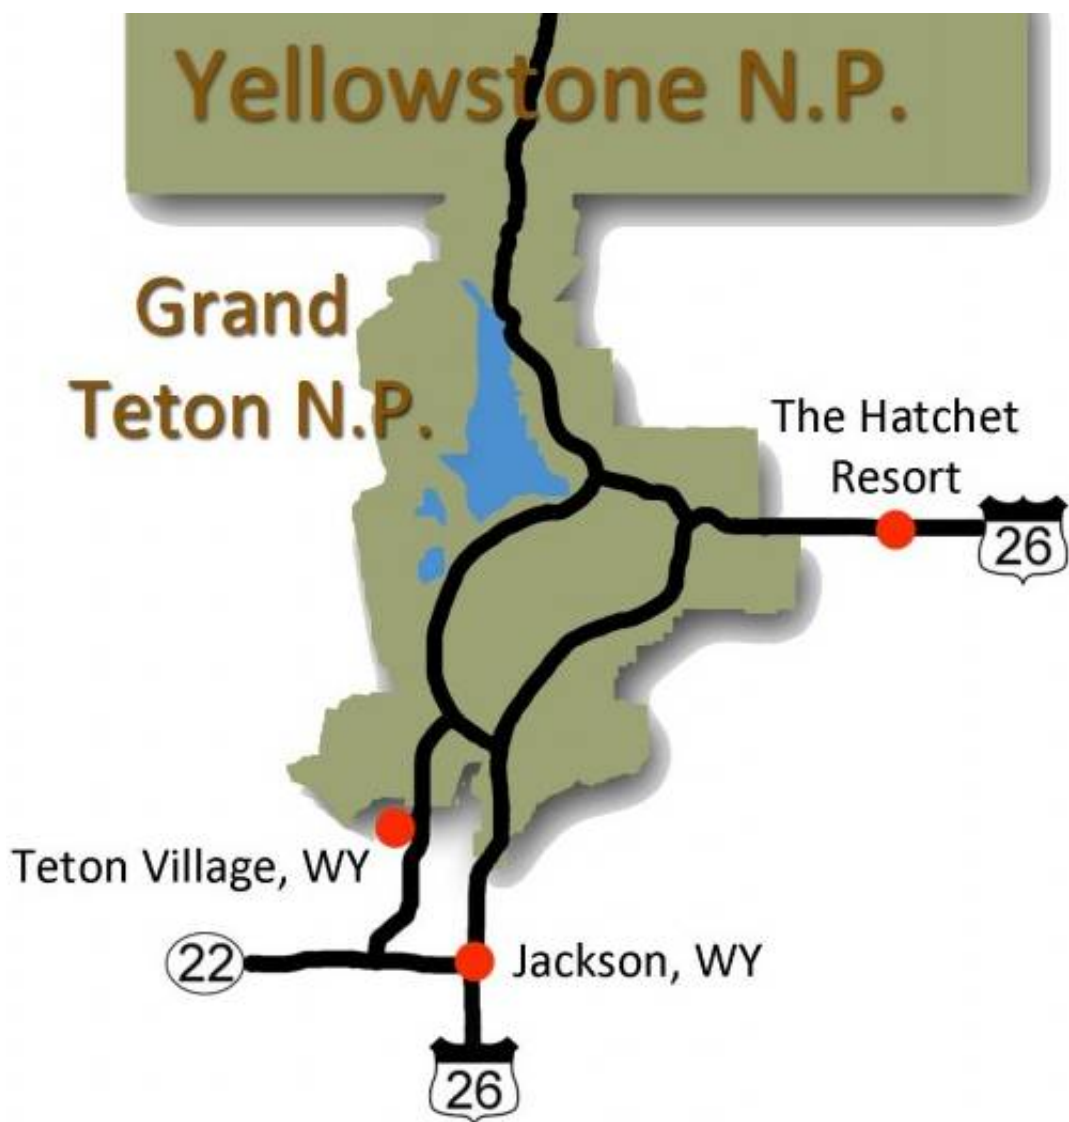 Yellowstone N.P.
Grand
Teton N.P.
The Hatchet
Resort
26
Teton Village, WY
22
Jackson, WY
26